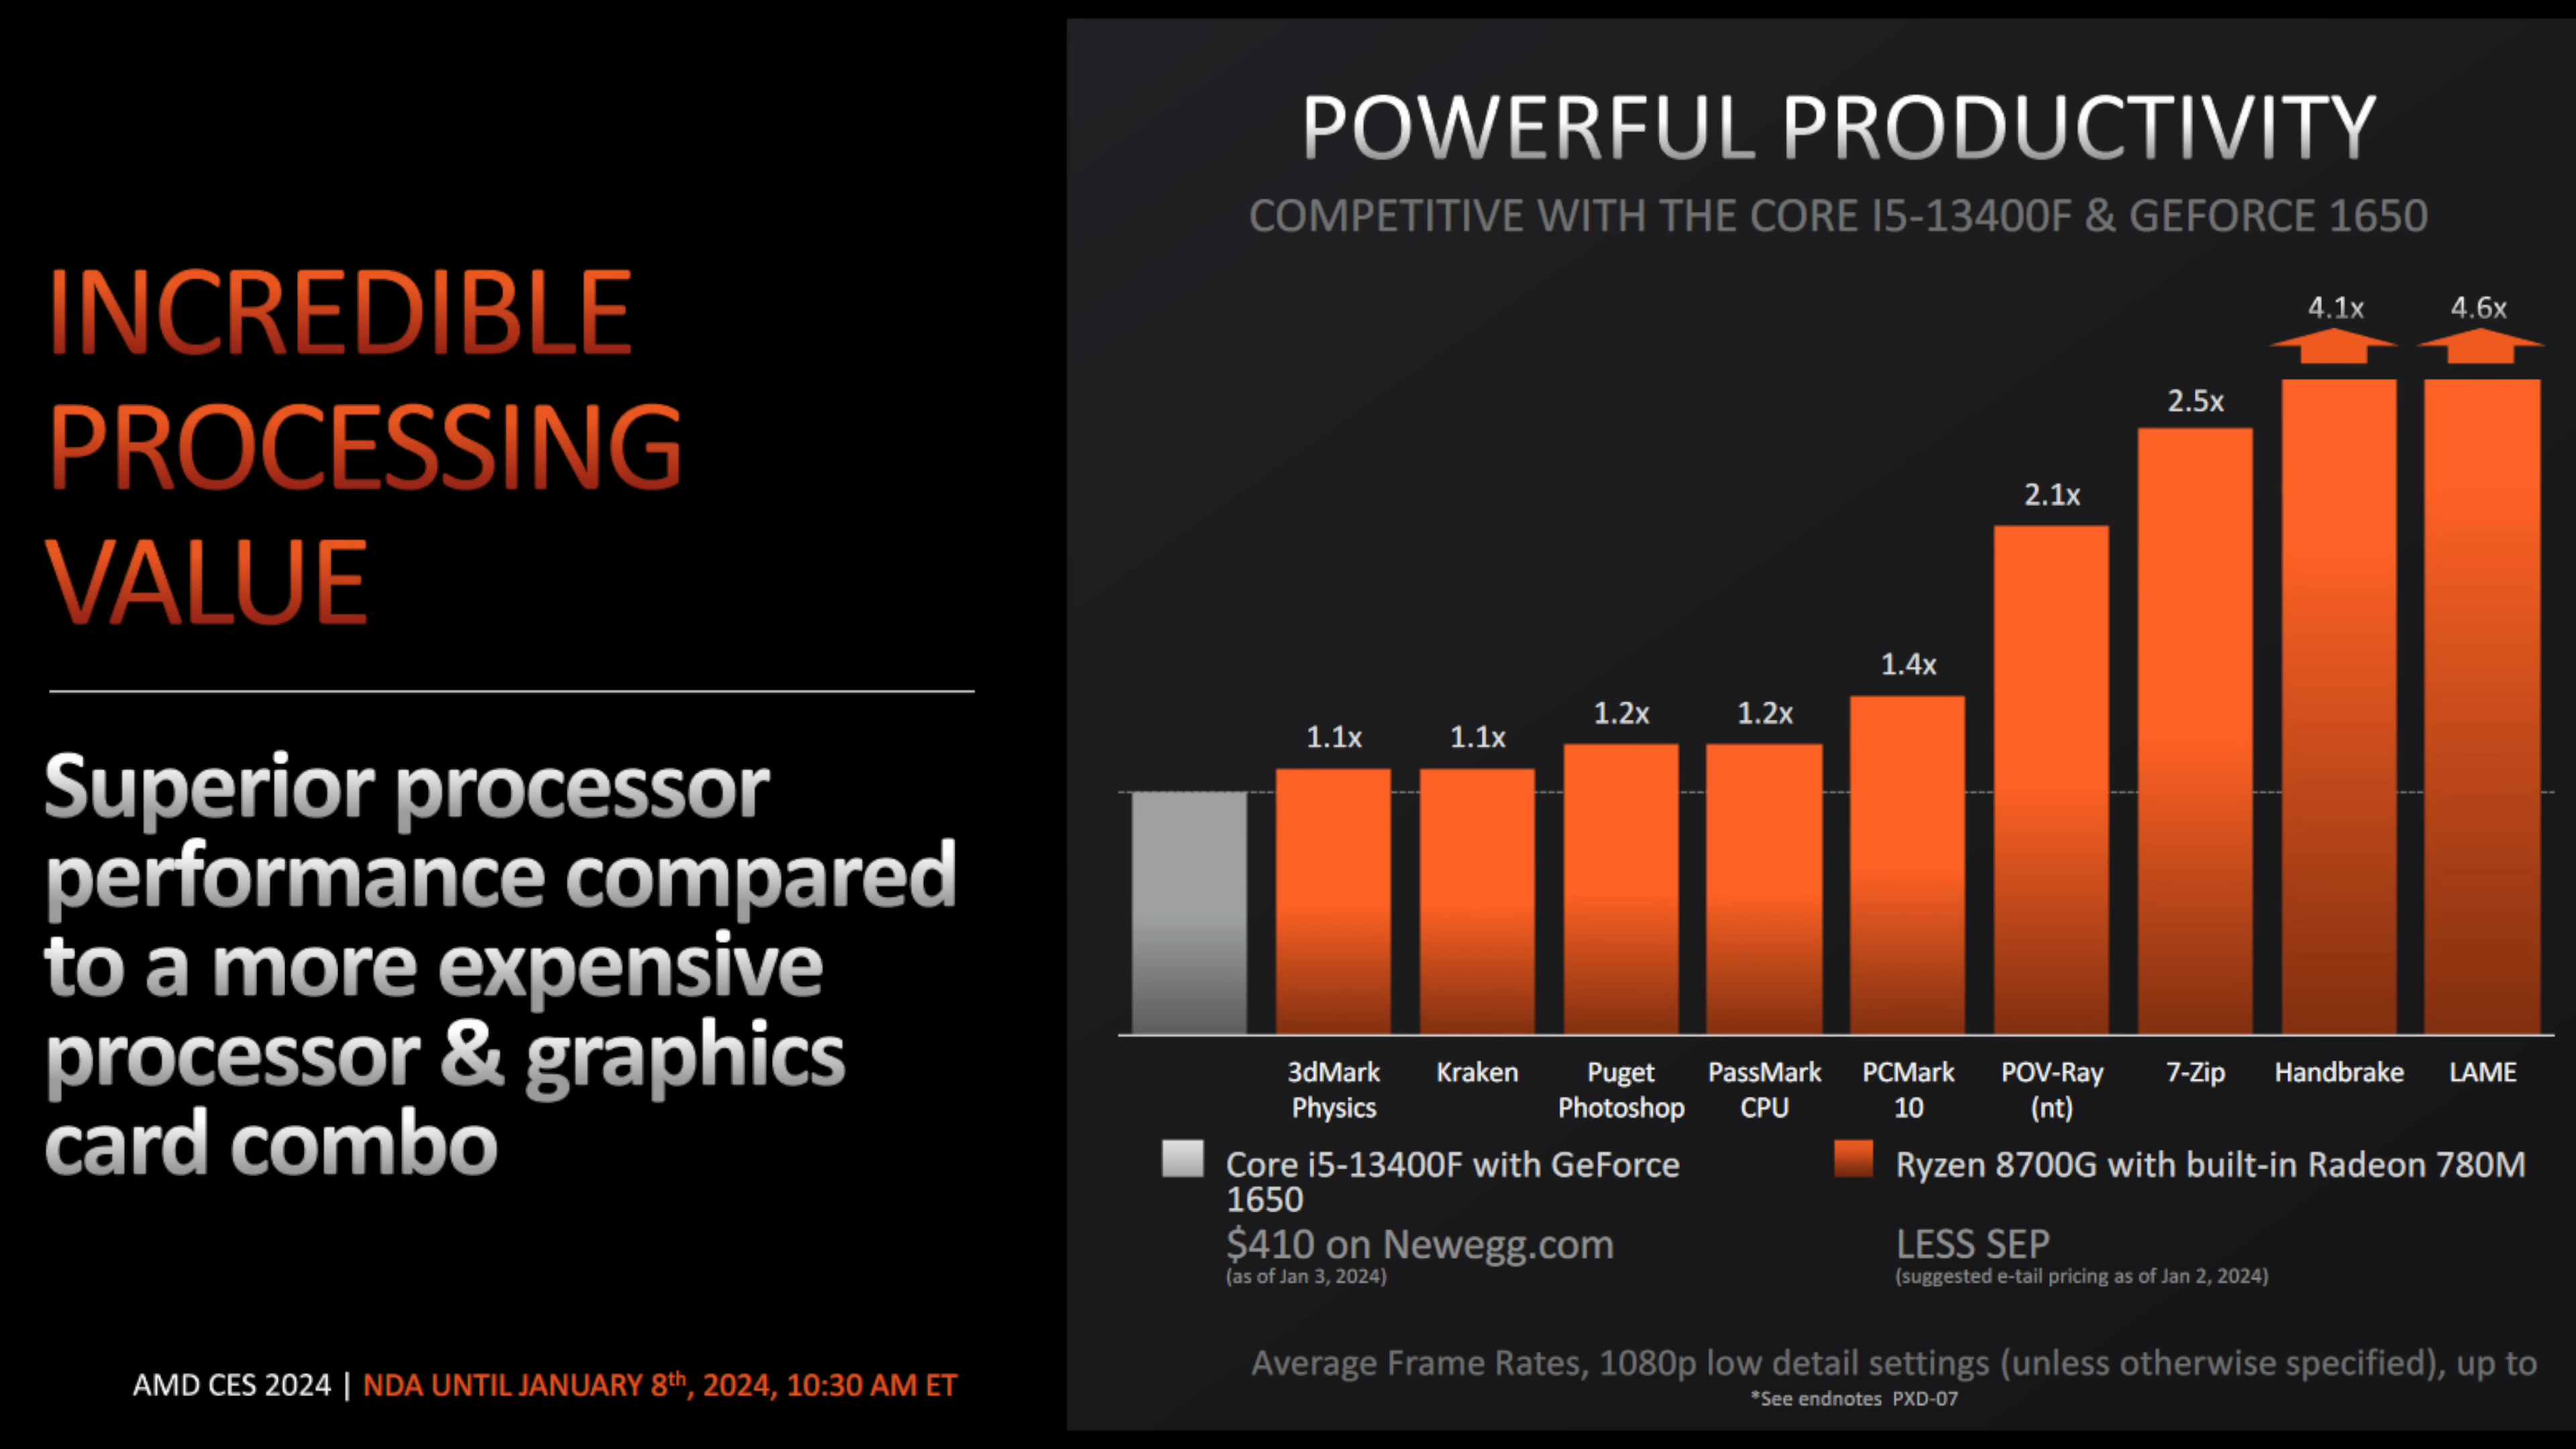 INCREDIBLE
PROCESSING
VALUE
Superior processor
performance compared
to a more expensive
processor & graphics
card combo
AMD CES 2024 | NDA UNTIL JANUARY 8th, 2024, 10:30 AM ET
POWERFUL PRODUCTIVITY
COMPETITIVE WITH THE CORE I5-13400F & GEFORCE 1650
1.1x
1.1x
1.2x
1.2x
1.4x
2.1x
2.5x
4.1x
4.6x
3dMark
Physics
Kraken
Puget
Photoshop
PassMark
CPU
PCMark
10
POV-Ray
(nt)
7-Zip
Handbrake
LAME
Core i5-13400F with GeForce
1650
$410 on Newegg.com
(as of Jan 3, 2024)
Ryzen 8700G with built-in Radeon 780M
LESS SEP
(suggested e-tail pricing as of Jan 2, 2024)
Average Frame Rates, 1080p low detail settings (unless otherwise specified), up to
*See endnotes PXD-07